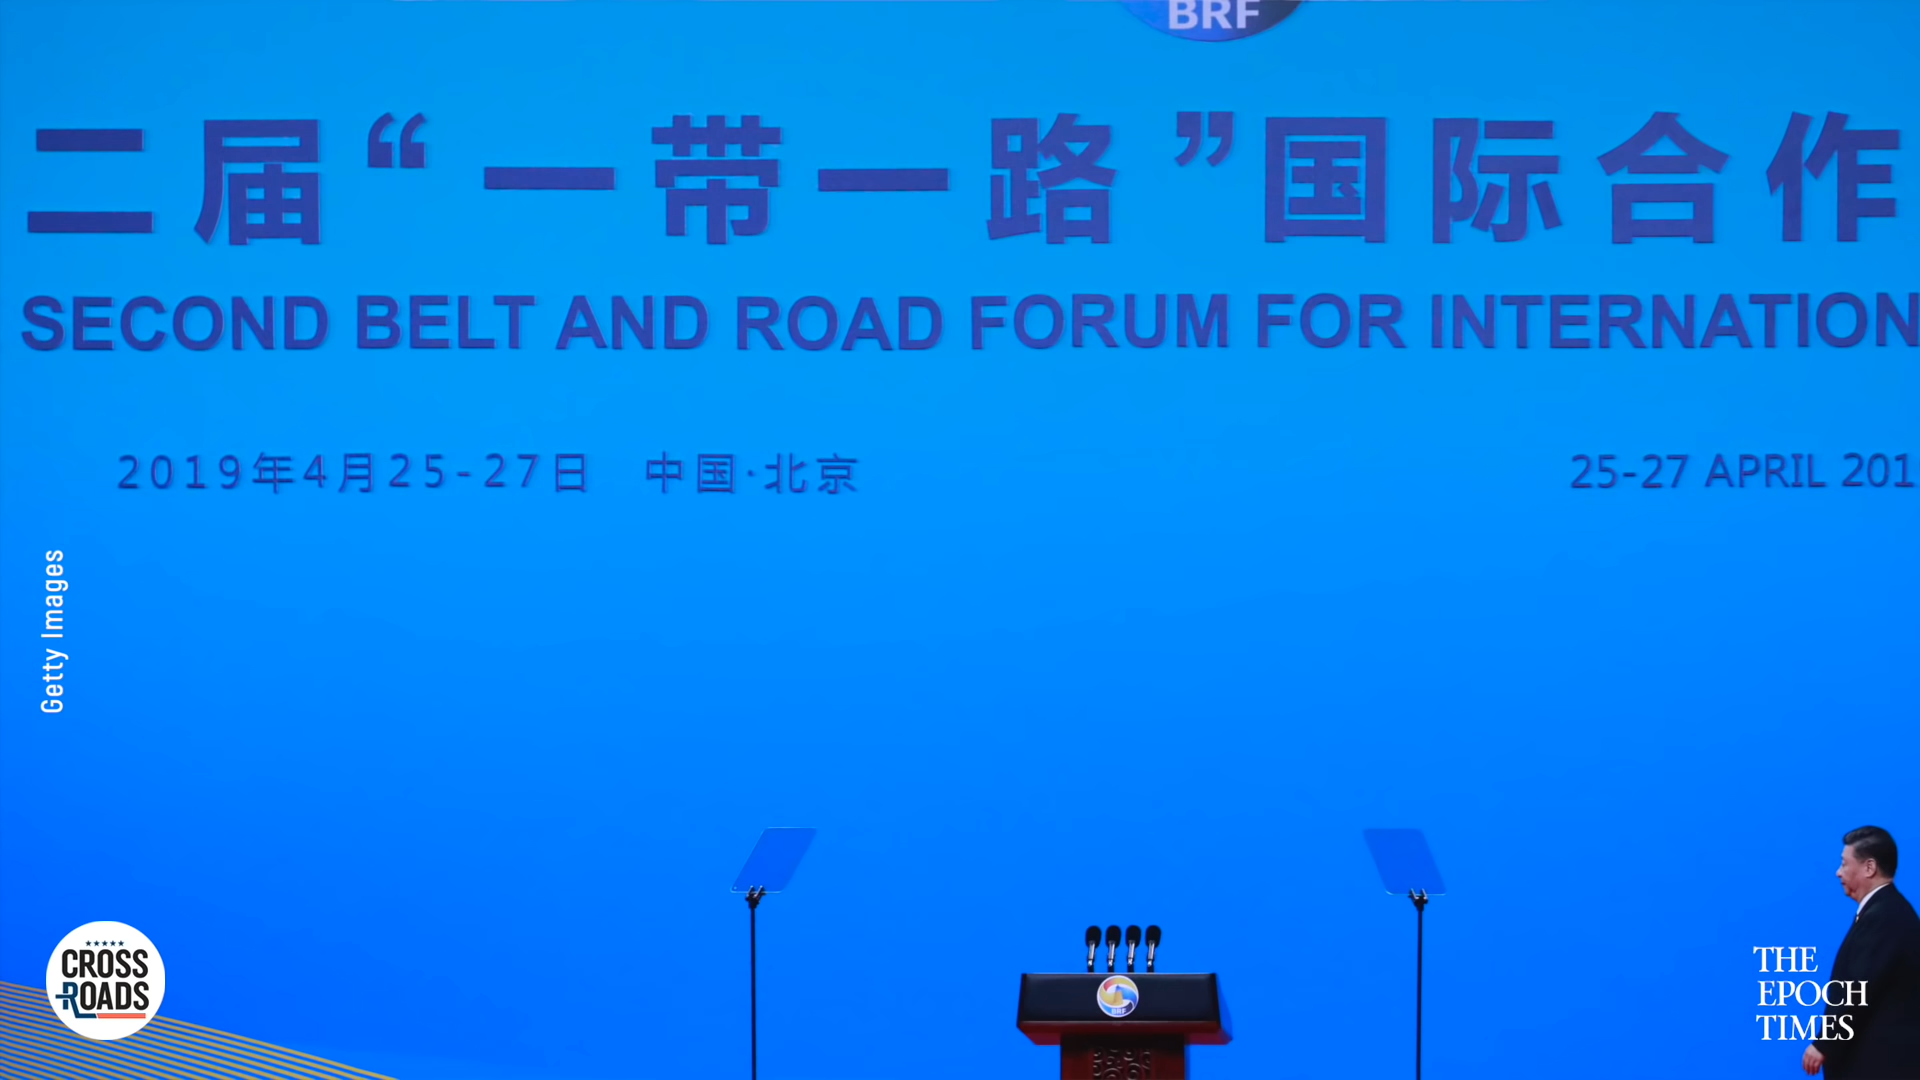 BRF
二届“一带一路”国际合作
SECOND BELT AND ROAD FORUM FOR INTERNATION
2019年4月25-27日 中国·北京
25-27 APRIL 201
Getty Images
CROSS
ROADS
BRF
THE
EPOCH
TIMES